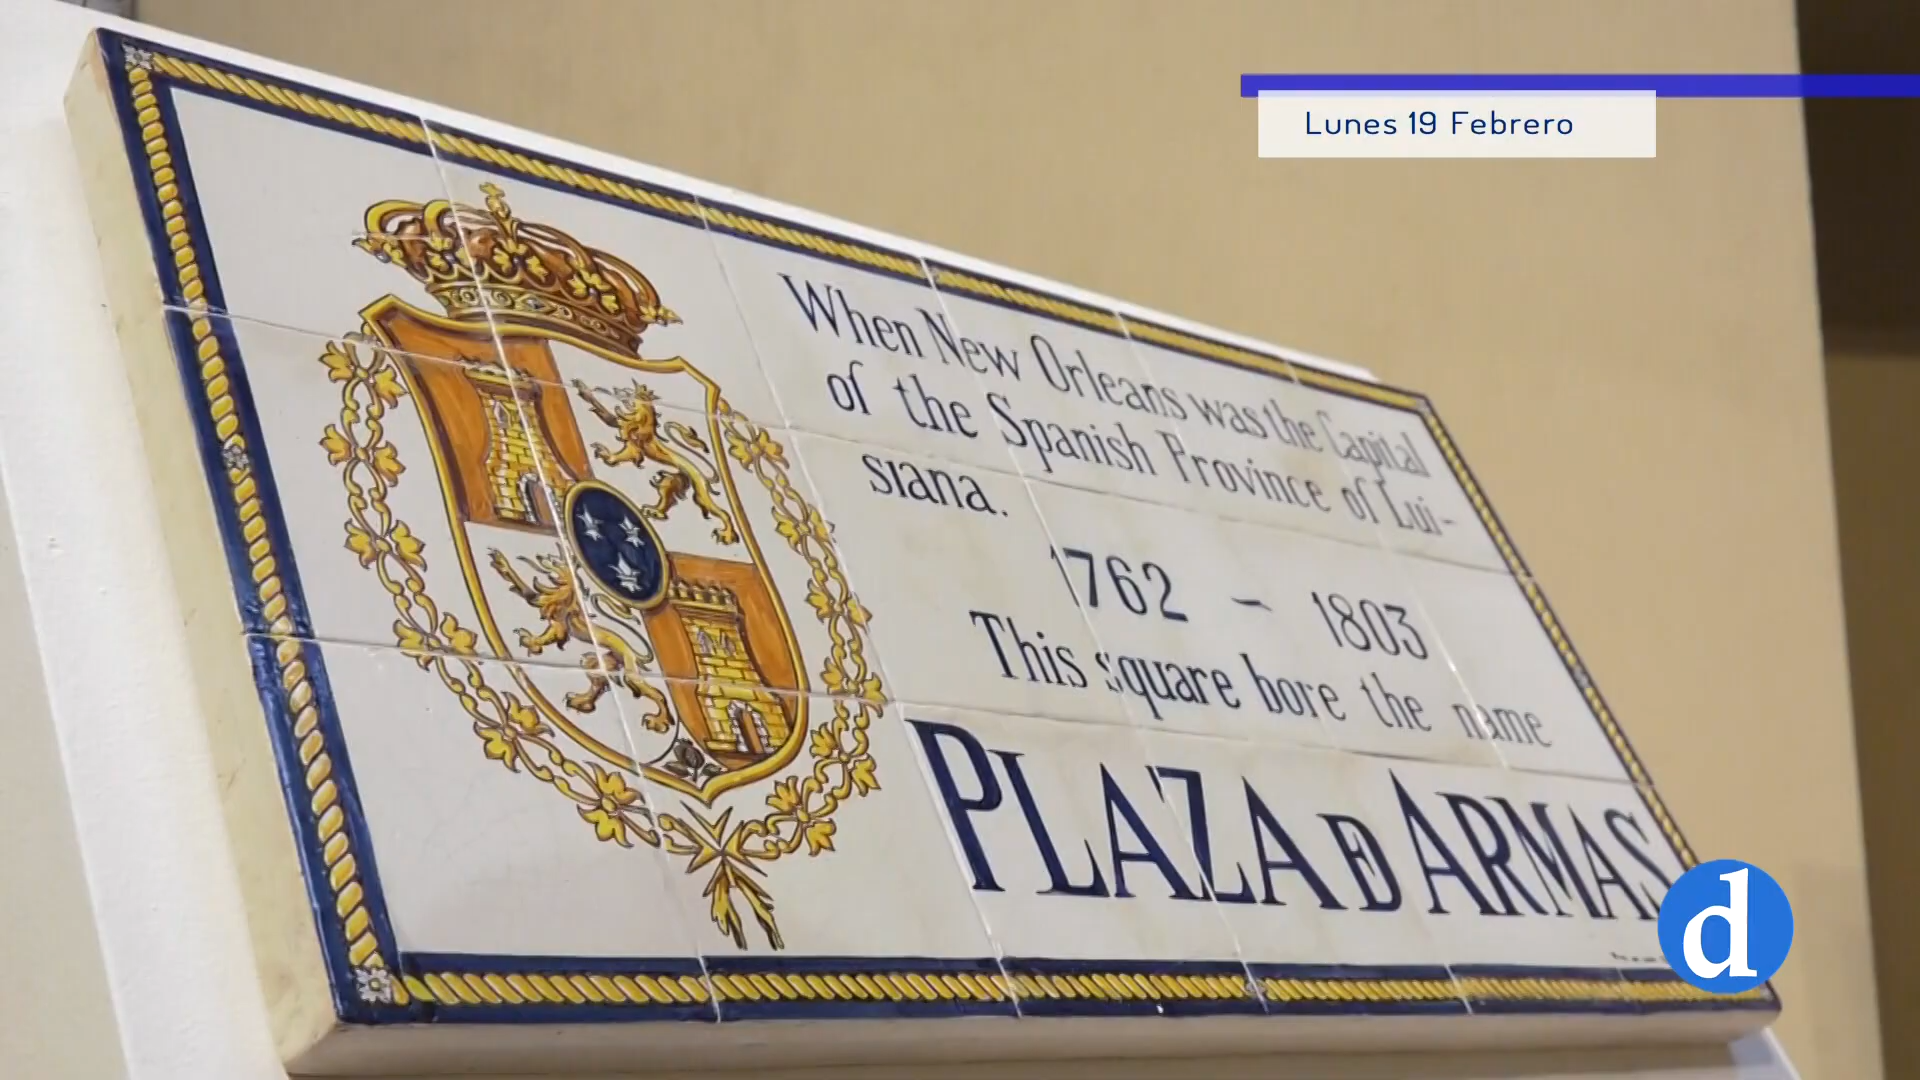 Lunes 19 Febrero
When New Orleans was the Capital
of the Spanish Province of Lui-
siana.
1762 – 1803
This square bore the name
PLAZA DE ARMAS
d